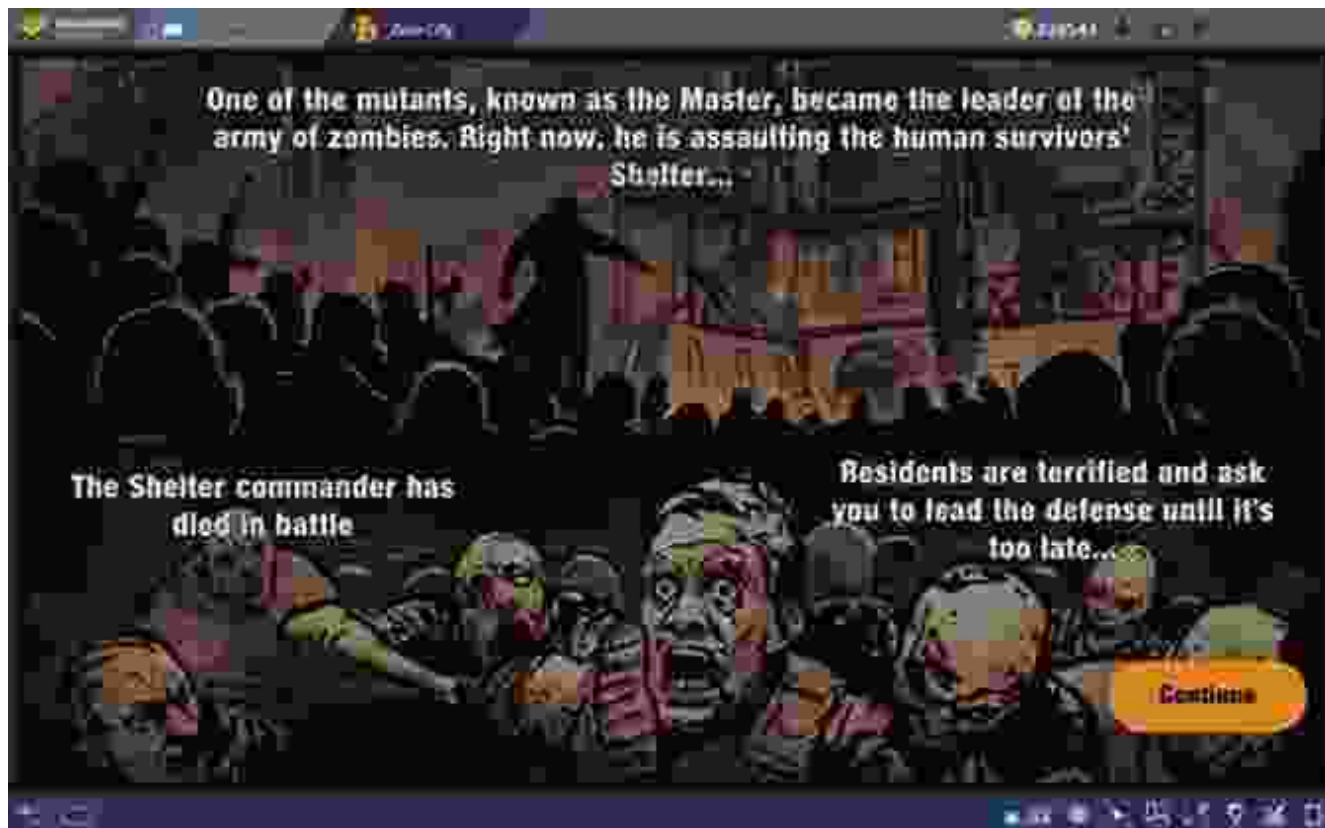 One of the mutants, known as the Master, became the leader of the
army of zombies. Right now, he is assaulting the human survivors'
Shelter...
The Shelter commander has
died in battle
Residents are terrified and ask
you to lead the defense until it's
too late...
Continue